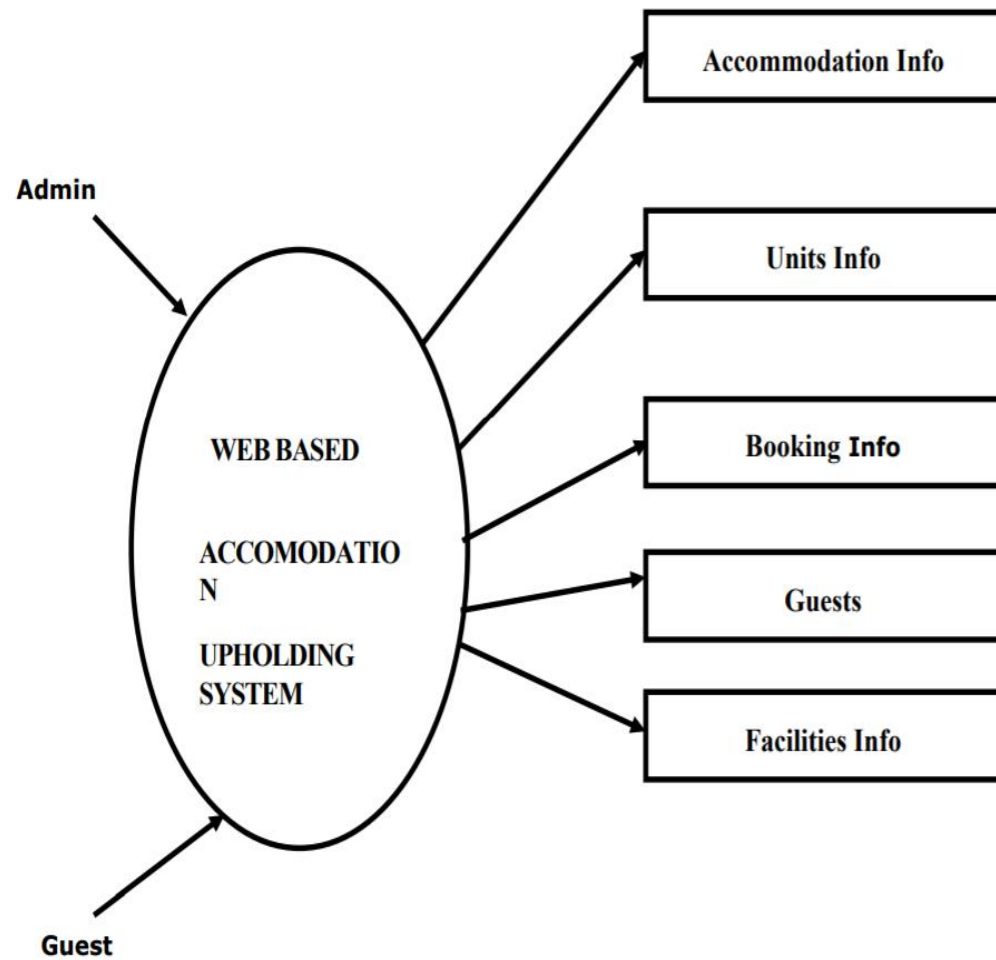 Accommodation Info
Admin
Units Info
WEB BASED
Booking Info
ACCOMODATIO
N
Guests
UPHOLDING
SYSTEM
Facilities Info
Guest